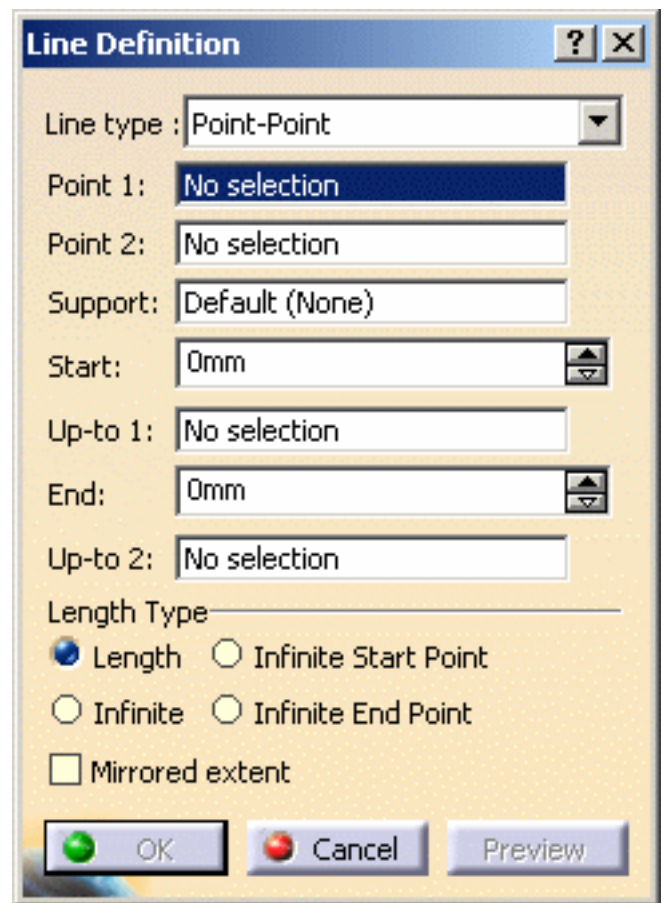 Line Definition ? X
Line type : Point-Point
Point 1: No selection
Point 2: No selection
Support: Default (None)
Start: 0mm
Up-to 1: No selection
End: 0mm
Up-to 2: No selection
Length Type
Length Infinite Start Point
Infinite Infinite End Point
Mirrored extent
OK Cancel Preview